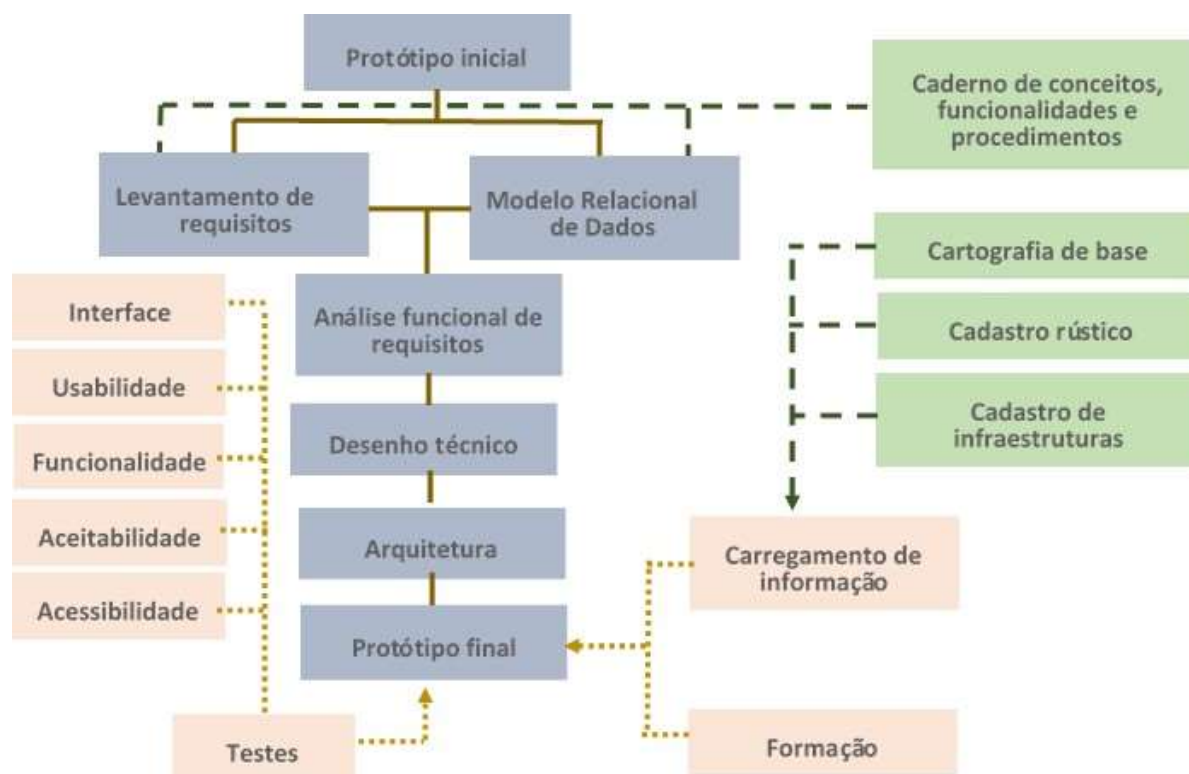 Protótipo inicial
Caderno de conceitos,
funcionalidades e
procedimentos
Levantamento de
requisitos
Modelo Relacional
de Dados
Cartografia de base
Interface
Análise funcional de
requisitos
Cadastro rústico
Usabilidade
Desenho técnico
Cadastro de
infraestruturas
Funcionalidade
Aceitabilidade
Arquitetura
Carregamento de
informação
Acessibilidade
Protótipo final
Testes
Formação